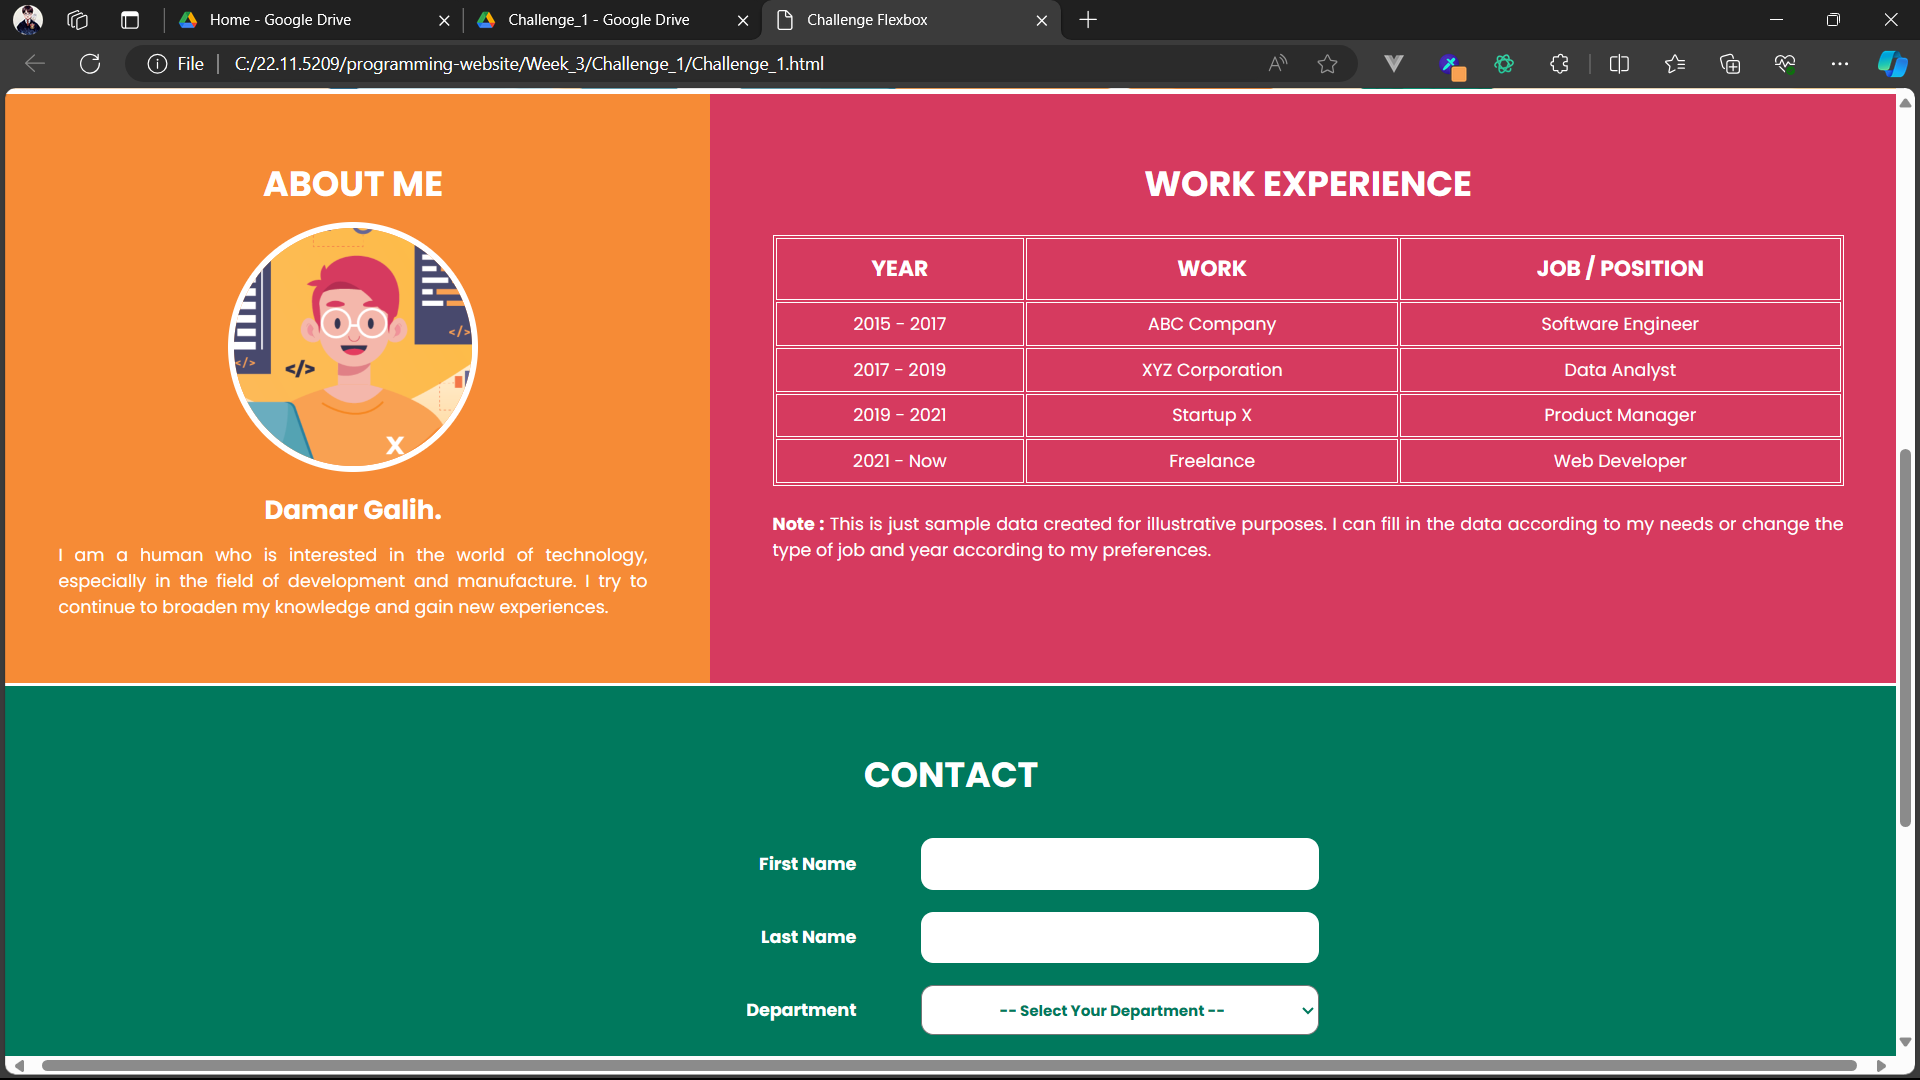 Home - Google Drive
Challenge_1 - Google Drive
Challenge Flexbox
File
C:/22.11.5209/programming-website/Week_3/Challenge_1/Challenge_1.html
ABOUT ME
</>
</>
</>
X
Damar Galih.
I am a human who is interested in the world of technology,
especially in the field of development and manufacture. I try to
continue to broaden my knowledge and gain new experiences.
WORK EXPERIENCE
YEAR WORK JOB / POSITION
2015 - 2017 ABC Company Software Engineer
2017 - 2019 XYZ Corporation Data Analyst
2019 - 2021 Startup X Product Manager
2021 - Now Freelance Web Developer
Note : This is just sample data created for illustrative purposes. I can fill in the data according to my needs or change the
type of job and year according to my preferences.
CONTACT
First Name
Last Name
Department
-- Select Your Department --